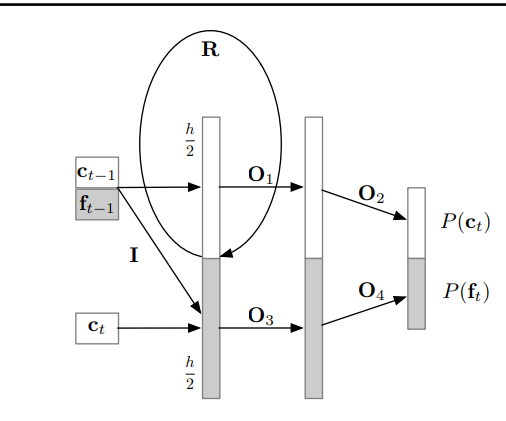 R
h
2
c_{t−1}
f_{t−1}
O_1
O_2
P(c_t)
I
O_4
P(f_t)
c_t
O_3
h
2